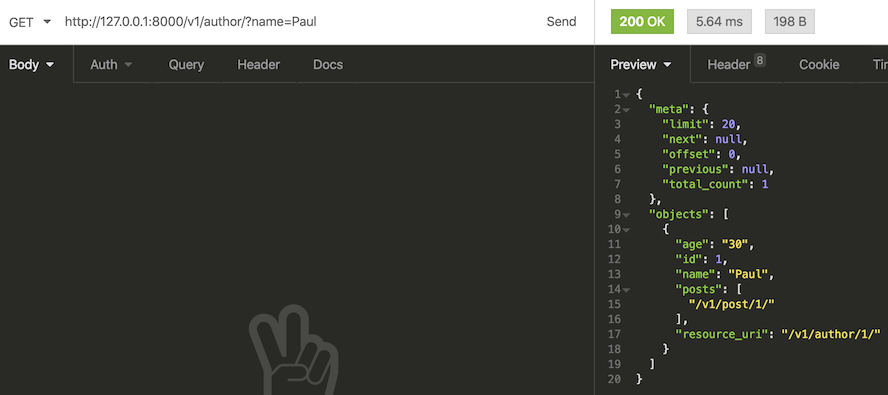 GET http://127.0.0.1:8000/v1/author/?name=Paul Send 200 OK 5.64 ms 198 B
Body Auth Query Header Docs Preview Header 8 Cookie Tir
1 {
2 "meta": {
3 "limit": 20,
4 "next": null,
5 "offset": 0,
6 "previous": null,
7 "total_count": 1
8 },
9 "objects": [
10 {
11 "age": "30",
12 "id": 1,
13 "name": "Paul",
14 "posts": [
15 "/v1/post/1/"
16 ],
17 "resource_uri": "/v1/author/1/"
18 }
19 ]
20 }